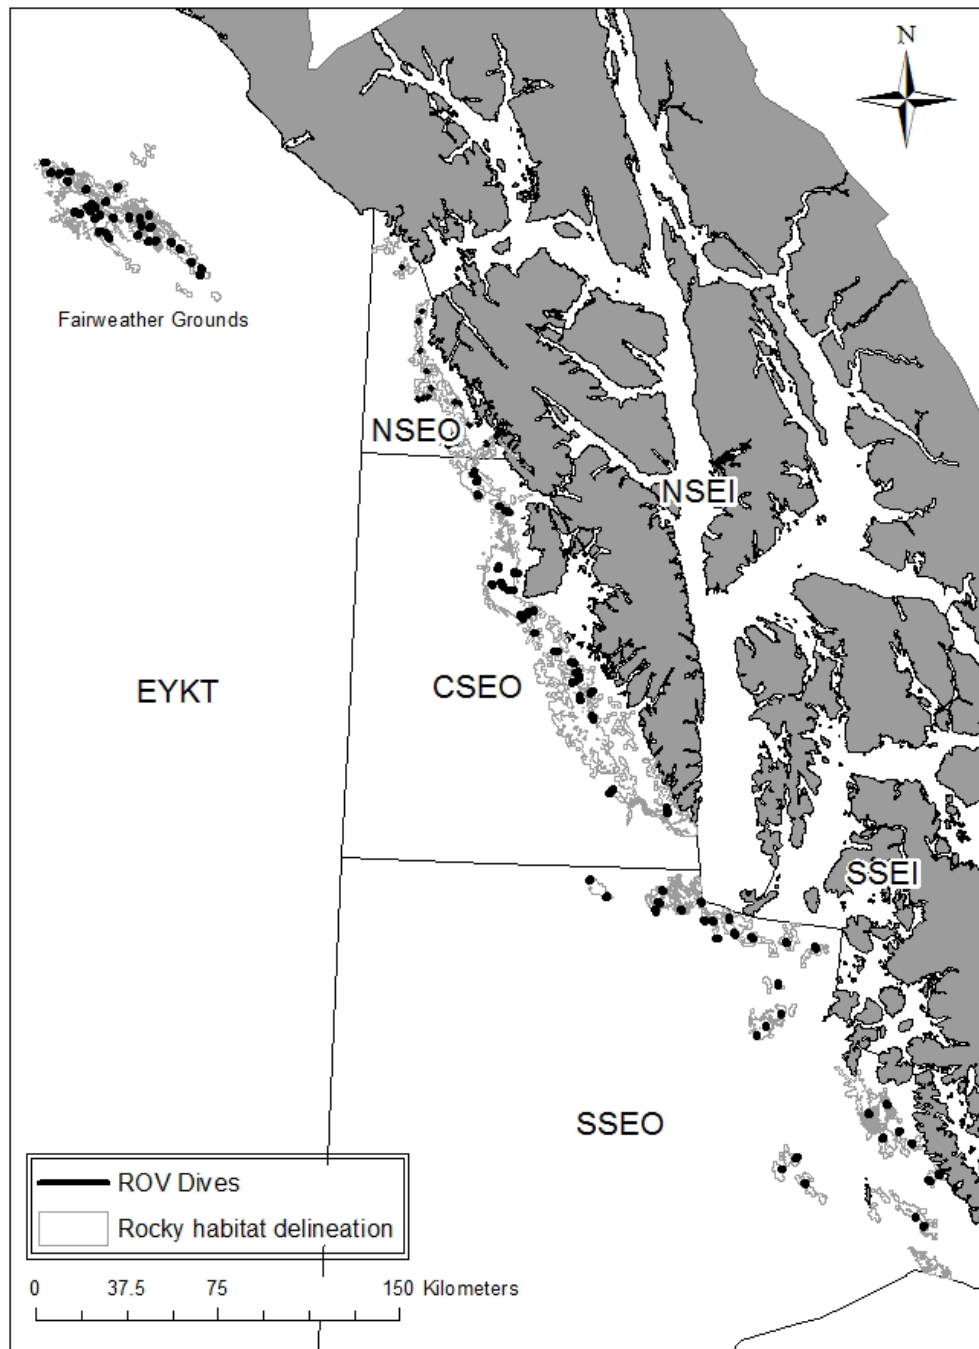 N
Fairweather Grounds
NSEO
NSEI
EYKT
CSEO
SSEI
SSEO
ROV Dives
Rocky habitat delineation
0 37.5 75 150 Kilometers